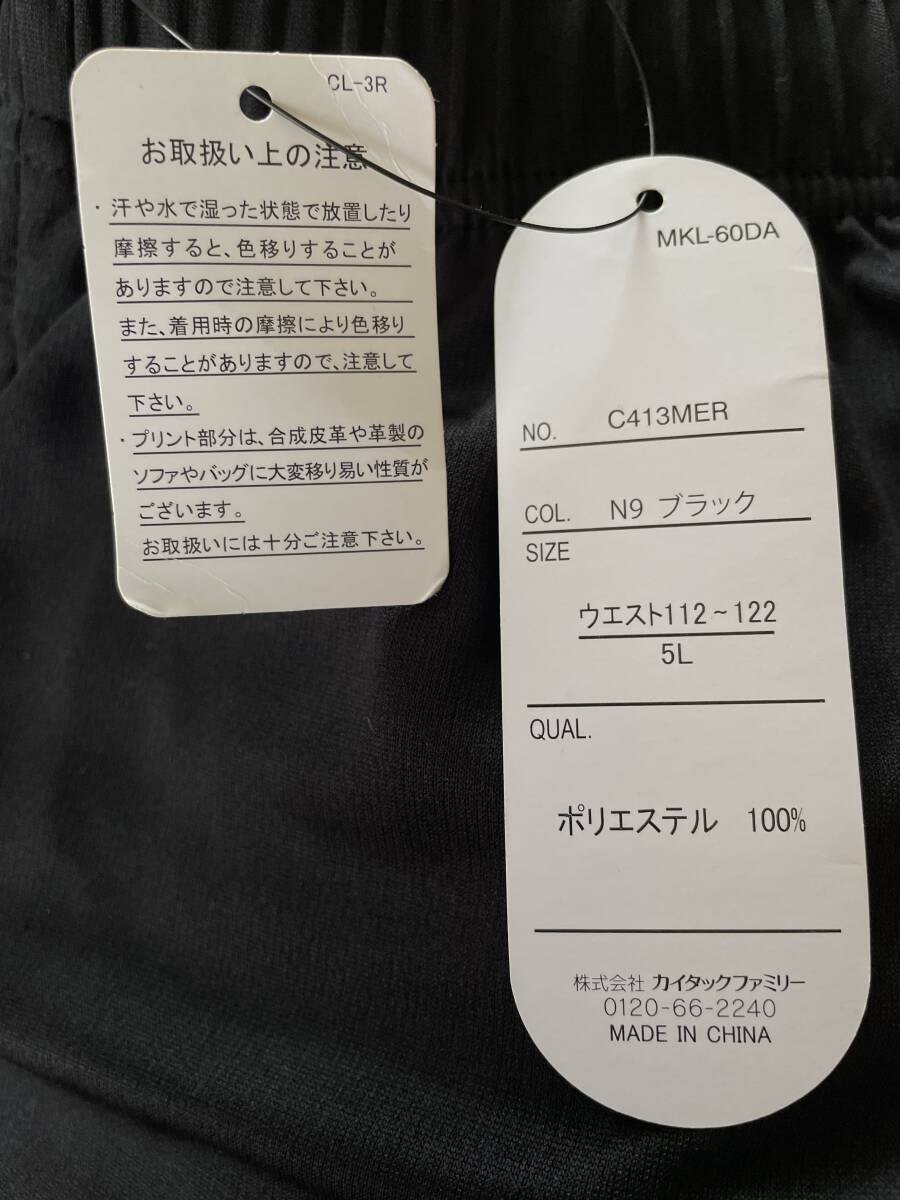 CL-3R
お取扱い上の注意
・汗や水で湿った状態で放置したり
摩擦すると、色移りすることが
ありますので注意して下さい。
また、着用時の摩擦により色移り
することがありますので、注意して
下さい。
・プリント部分は、合成皮革や革製の
ソファやバッグに大変移り易い性質が
ございます。
お取扱いには十分ご注意下さい。
MKL-60DA
NO. C413MER
COL. N9 ブラック
SIZE
ウエスト112~122
5L
QUAL.
ポリエステル 100%
株式会社 カイタックファミリー
0120-66-2240
MADE IN CHINA